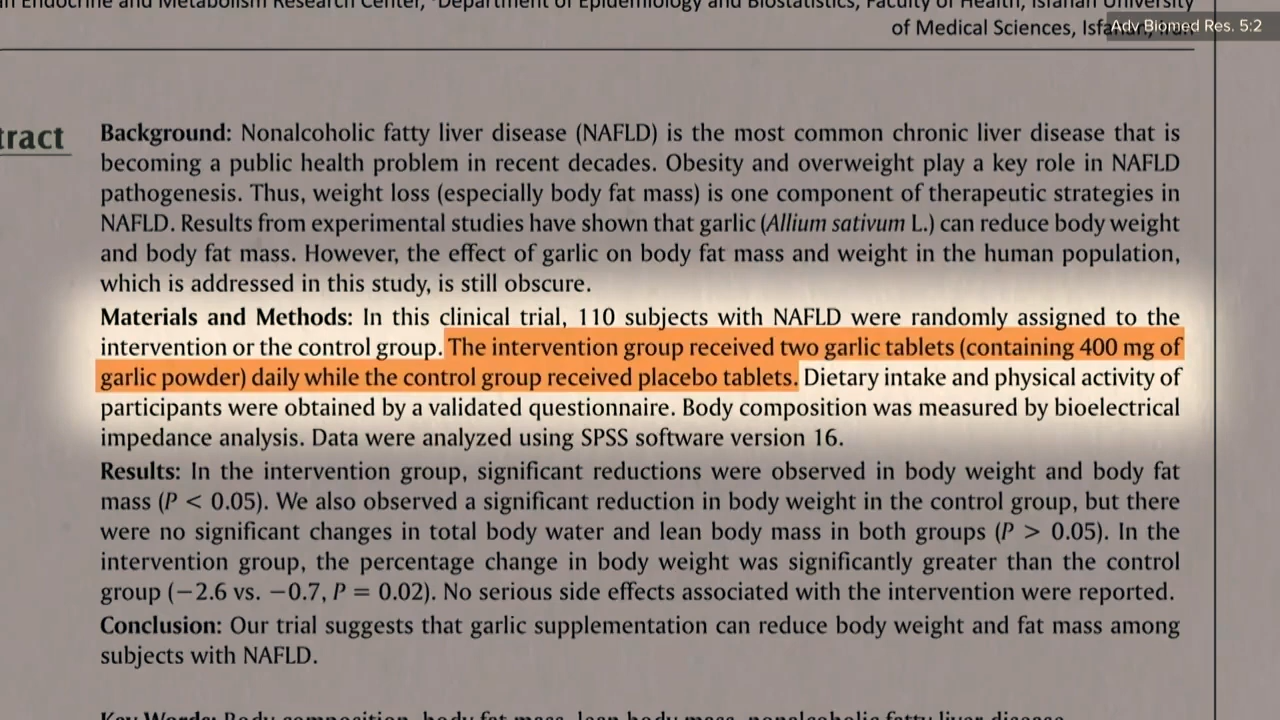 Endocrine and Metabolism Research Center, Department of Epidemiology and Biostatistics, Faculty of Health, Isfahan University
of Medical Sciences, Isfahan, Iran
Adv Biomed Res. 5:2
tract
Background: Nonalcoholic fatty liver disease (NAFLD) is the most common chronic liver disease that is
becoming a public health problem in recent decades. Obesity and overweight play a key role in NAFLD
pathogenesis. Thus, weight loss (especially body fat mass) is one component of therapeutic strategies in
NAFLD. Results from experimental studies have shown that garlic (Allium sativum L.) can reduce body weight
and body fat mass. However, the effect of garlic on body fat mass and weight in the human population,
which is addressed in this study, is still obscure.
Materials and Methods: In this clinical trial, 110 subjects with NAFLD were randomly assigned to the
intervention or the control group. The intervention group received two garlic tablets (containing 400 mg of
garlic powder) daily while the control group received placebo tablets. Dietary intake and physical activity of
participants were obtained by a validated questionnaire. Body composition was measured by bioelectrical
impedance analysis. Data were analyzed using SPSS software version 16.
Results: In the intervention group, significant reductions were observed in body weight and body fat
mass (P < 0.05). We also observed a significant reduction in body weight in the control group, but there
were no significant changes in total body water and lean body mass in both groups (P > 0.05). In the
intervention group, the percentage change in body weight was significantly greater than the control
group (−2.6 vs. −0.7, P = 0.02). No serious side effects associated with the intervention were reported.
Conclusion: Our trial suggests that garlic supplementation can reduce body weight and fat mass among
subjects with NAFLD.
Key Words: Body composition, body fat mass, lean body mass, nonalcoholic fatty liver disease